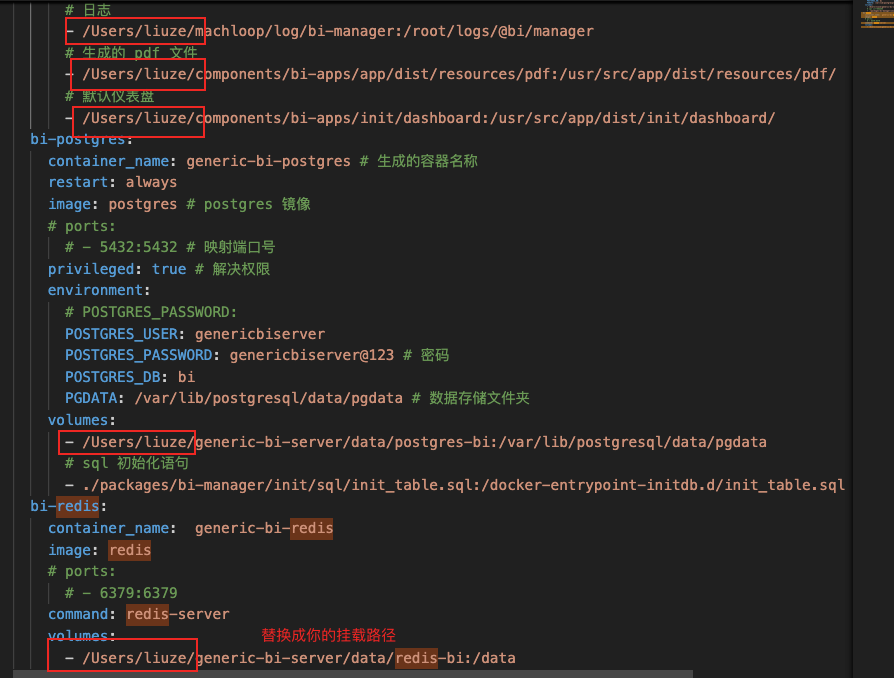 # 日志
- /Users/liuze/machloop/log/bi-manager:/root/logs/@bi/manager
# 生成的 pdf 文件
- /Users/liuze/components/bi-apps/app/dist/resources/pdf:/usr/src/app/dist/resources/pdf/
# 默认仪表盘
- /Users/liuze/components/bi-apps/init/dashboard:/usr/src/app/dist/init/dashboard/
bi-postgres:
container_name: generic-bi-postgres # 生成的容器名称
restart: always
image: postgres # postgres 镜像
# ports:
# - 5432:5432 # 映射端口号
privileged: true # 解决权限
environment:
# POSTGRES_PASSWORD:
POSTGRES_USER: genericbiserver
POSTGRES_PASSWORD: genericbiserver@123 # 密码
POSTGRES_DB: bi
PGDATA: /var/lib/postgresql/data/pgdata # 数据存储文件夹
volumes:
- /Users/liuze/generic-bi-server/data/postgres-bi:/var/lib/postgresql/data/pgdata
# sql 初始化语句
- ./packages/bi-manager/init/sql/init_table.sql:/docker-entrypoint-initdb.d/init_table.sql
bi-redis:
container_name:  generic-bi-redis
image: redis
# ports:
# - 6379:6379
command: redis-server
volumes:
替换成你的挂载路径
- /Users/liuze/generic-bi-server/data/redis-bi:/data